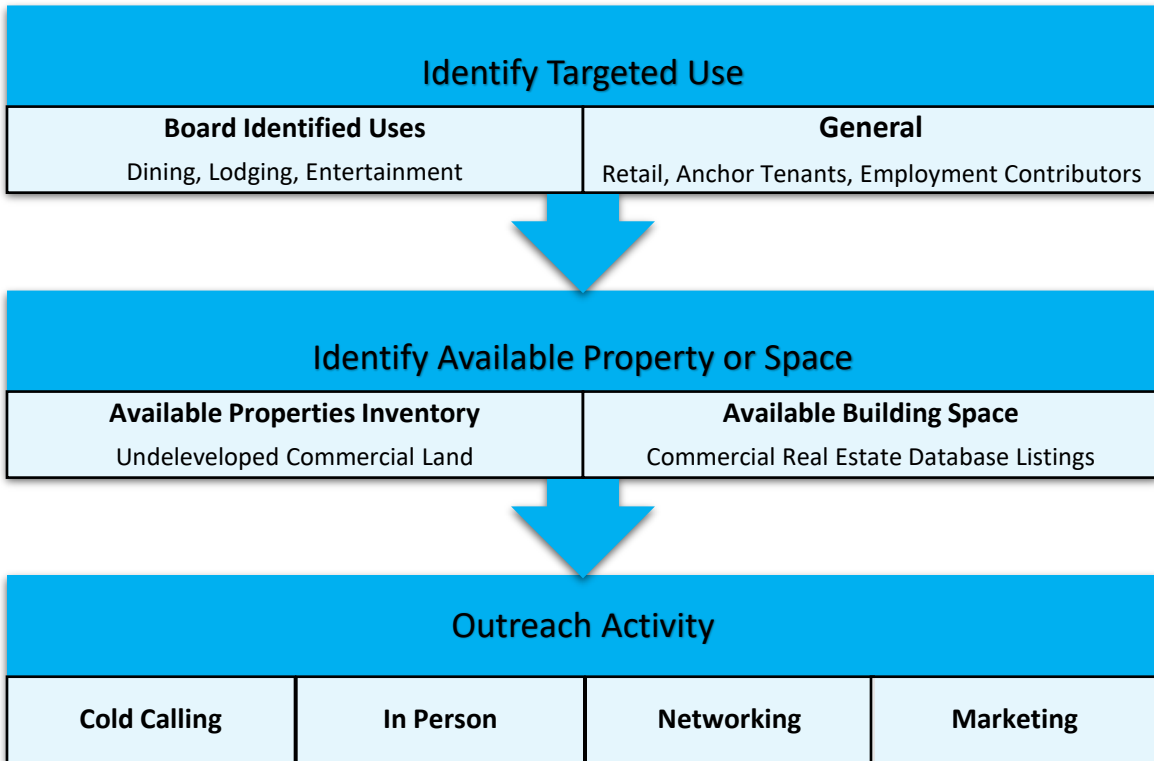 Identify Targeted Use
Board Identified Uses
Dining, Lodging, Entertainment
General
Retail, Anchor Tenants, Employment Contributors
Identify Available Property or Space
Available Properties Inventory
Undeleveloped Commercial Land
Available Building Space
Commercial Real Estate Database Listings
Outreach Activity
Cold Calling
In Person
Networking
Marketing